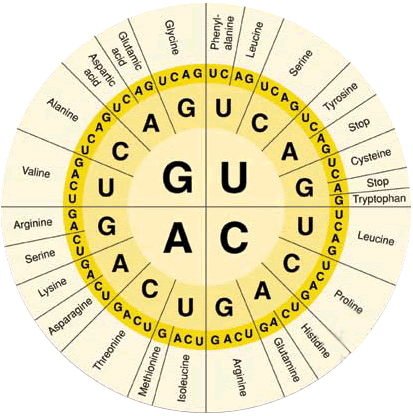 Phenyl-
alanine
Leucine
Serine
Tyrosine
Stop
Cysteine
Stop
Tryptophan
Leucine
Proline
Histidine
Glutamine
Arginine
Isoleucine
Methionine
Threonine
Asparagine
Lysine
Serine
Arginine
Valine
Alanine
Aspartic
acid
Glutamic
acid
Glycine
U C A G U C A G U C A G U C A G
U C A G U C A G U C A G U C A G
U C A G U C A G U C A G U C A G
U C A G U C A G U C A G U C A G
U C A G
U C A G
U C A G
U C A G
G U
A C